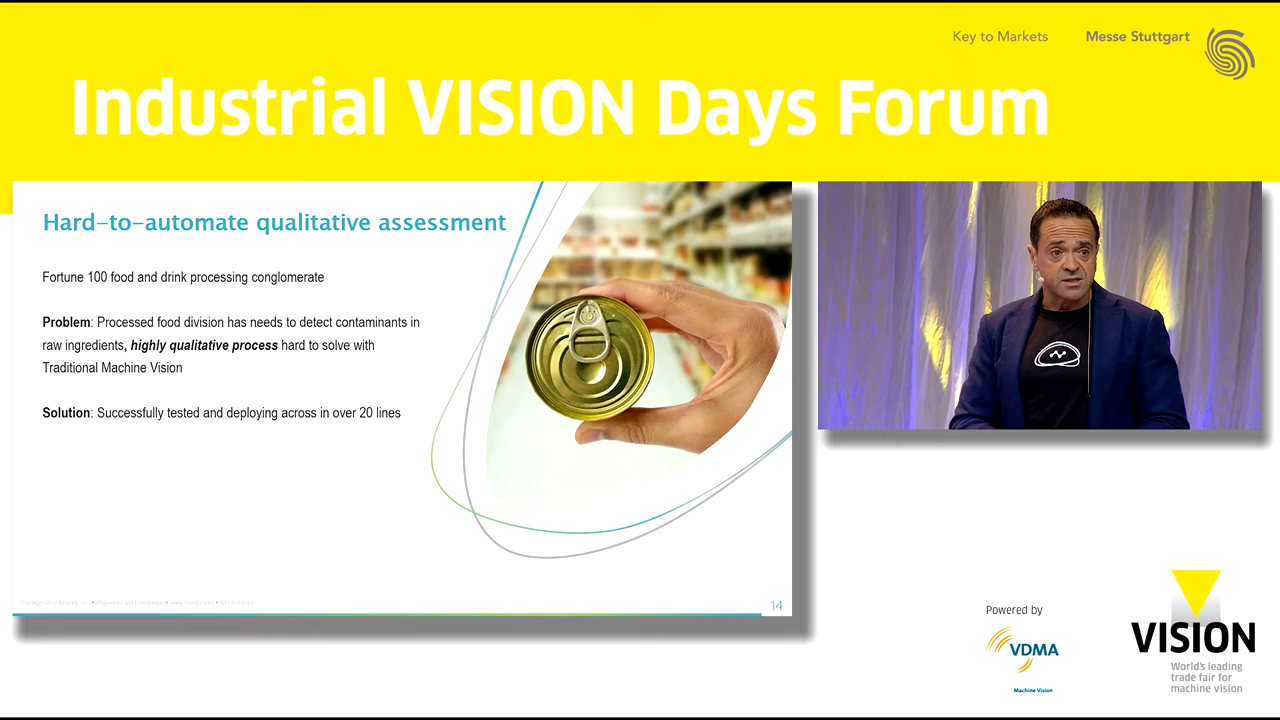 Key to Markets
Messe Stuttgart
Industrial VISION Days Forum
Hard-to-automate qualitative assessment
Fortune 100 food and drink processing conglomerate
Problem: Processed food division has needs to detect contaminants in
raw ingredients, highly qualitative process hard to solve with
Traditional Machine Vision
Solution: Successfully tested and deploying across in over 20 lines
14
Powered by
VDMA
Machine Vision
VISION
World's leading
trade fair for
machine vision